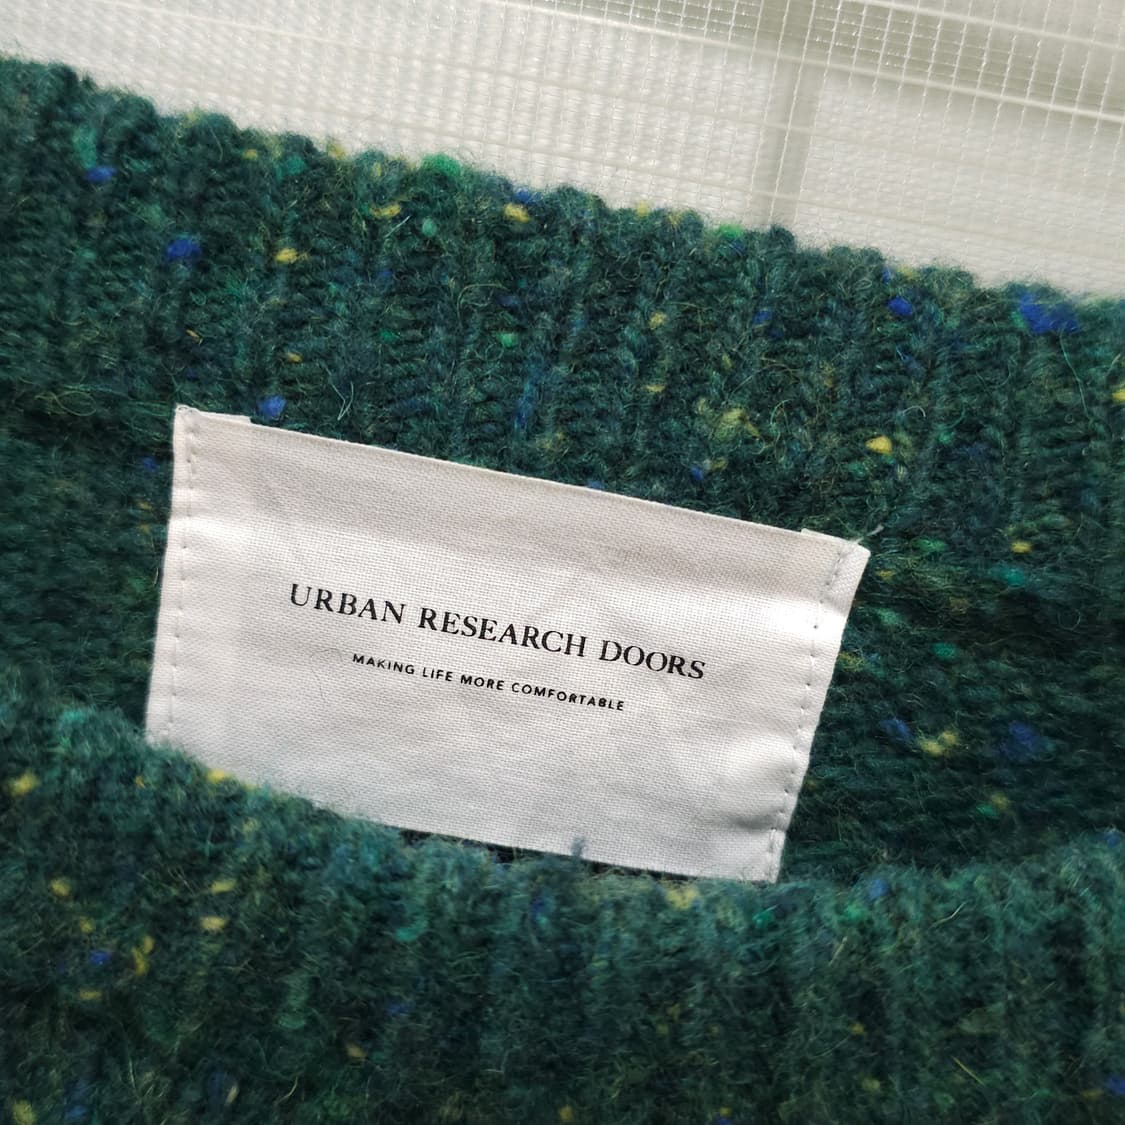 URBAN RESEARCH DOORS
MAKING LIFE MORE COMFORTABLE